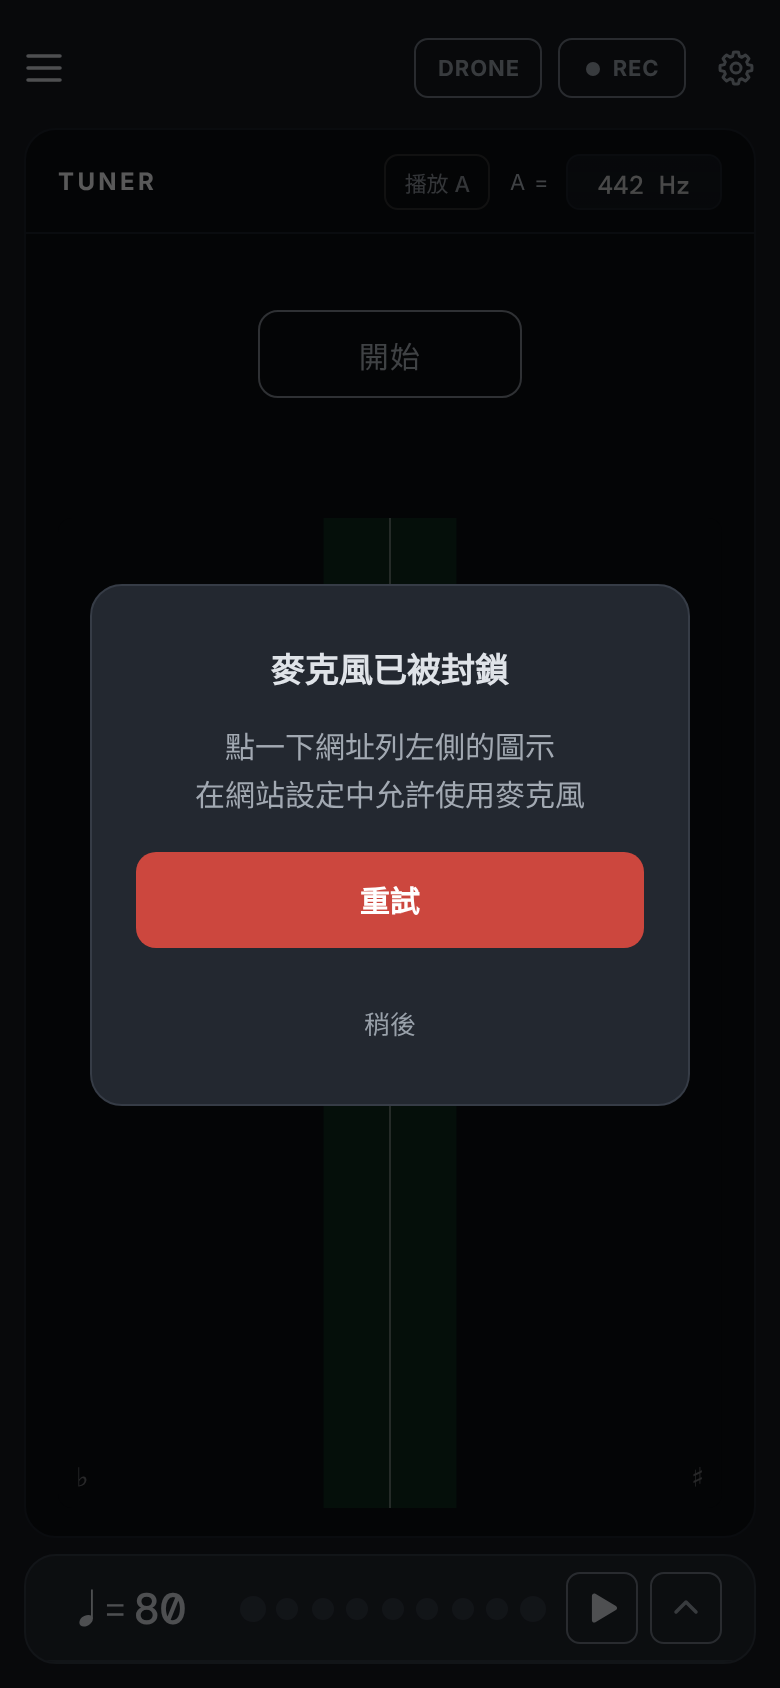 DRONE
REC
TUNER
播放 A
A =
442 Hz
開始
麥克風已被封鎖
點一下網址列左側的圖示
在網站設定中允許使用麥克風
重試
稍後
♭
♯
♩= 80